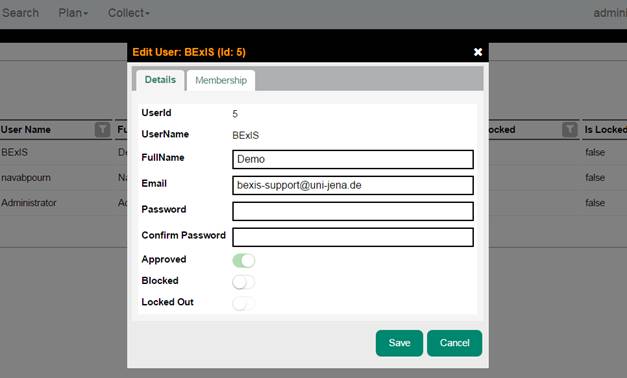 Search Plan Collect admini
Edit User: BExIS (Id: 5)
Details Membership
UserId 5
UserName BExIS
FullName Demo
Email bexis-support@uni-jena.de
Password
Confirm Password
Approved
Blocked
Locked Out
Save Cancel
User Name Fu ocked Is Locked
BExIS De false
navabpourn Na false
Administrator Ad false